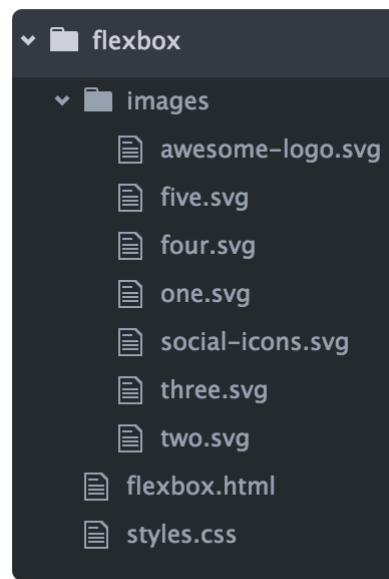 flexbox
images
awesome-logo.svg
five.svg
four.svg
one.svg
social-icons.svg
three.svg
two.svg
flexbox.html
styles.css